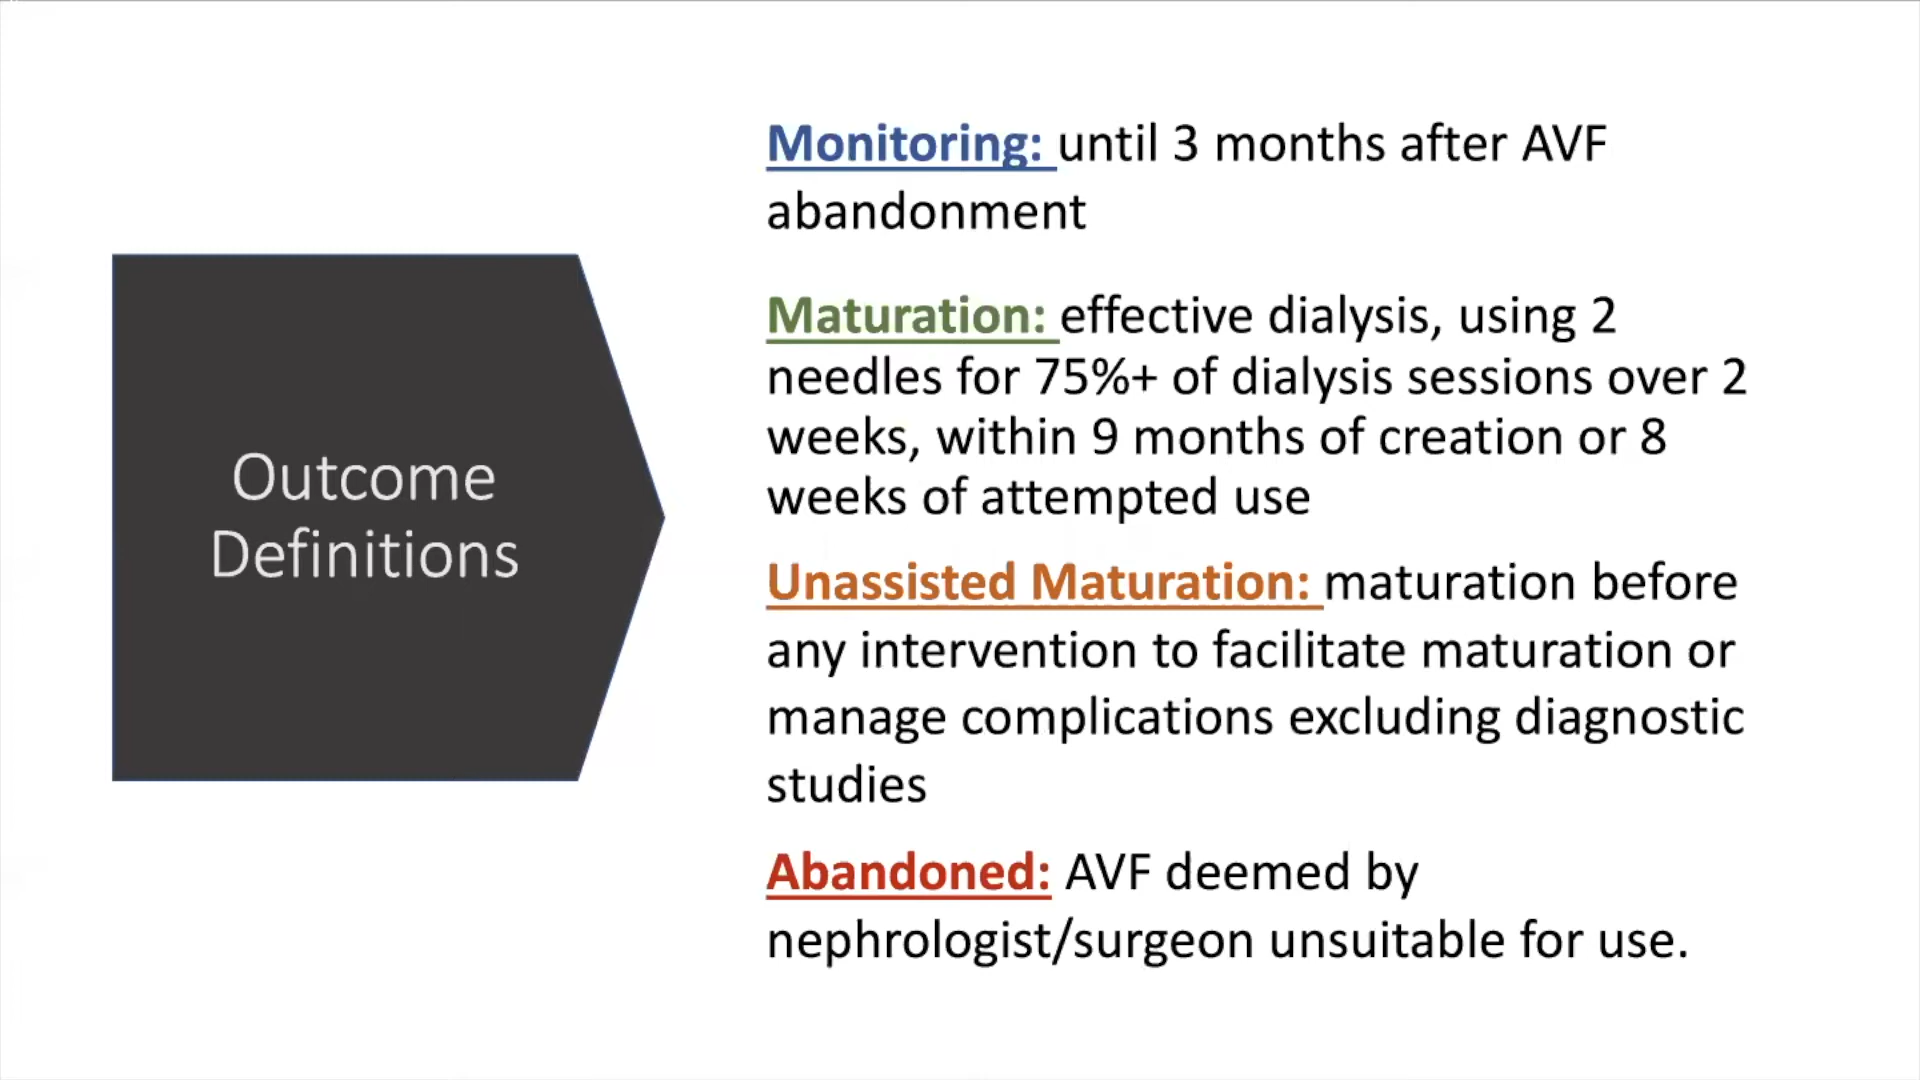 Outcome
Definitions
Monitoring: until 3 months after AVF
abandonment
Maturation: effective dialysis, using 2
needles for 75%+ of dialysis sessions over 2
weeks, within 9 months of creation or 8
weeks of attempted use
Unassisted Maturation: maturation before
any intervention to facilitate maturation or
manage complications excluding diagnostic
studies
Abandoned: AVF deemed by
nephrologist/surgeon unsuitable for use.